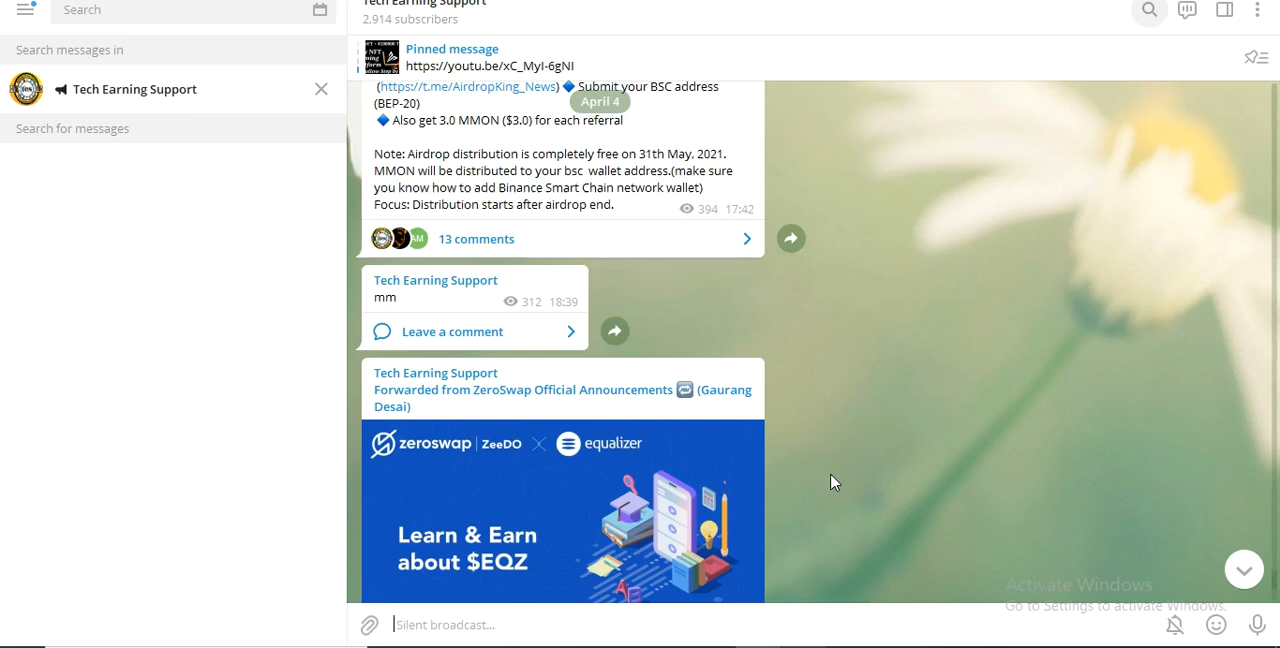 Search
Tech Earning Support
2,914 subscribers
Search messages in
Tech Earning Support
Search for messages
Pinned message
https://youtu.be/xC_MyI-6gNI
(https://t.me/AirdropKing_News) 🔷 Submit your BSC address
(BEP-20)
April 4
🔷 Also get 3.0 MMON ($3.0) for each referral
Note: Airdrop distribution is completely free on 31th May, 2021.
MMON will be distributed to your bsc wallet address.(make sure
you know how to add Binance Smart Chain network wallet)
Focus: Distribution starts after airdrop end.
394 17:42
AM
13 comments
Tech Earning Support
mm
312 18:39
Leave a comment
Tech Earning Support
Forwarded from ZeroSwap Official Announcements 🔁 (Gaurang
Desai)
zeroswap | ZeeDO
equalizer
Learn & Earn
about $EQZ
Activate Windows
Go to Settings to activate Windows.
Silent broadcast...